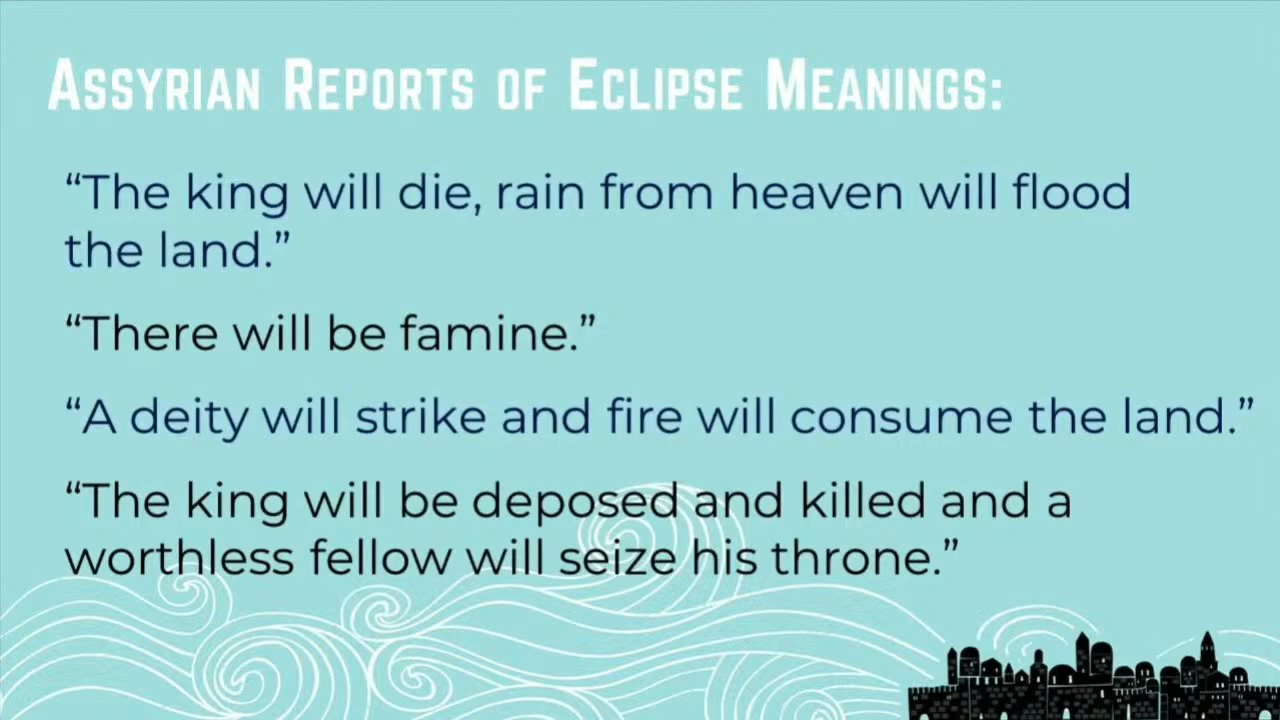 Assyrian Reports of Eclipse Meanings:
“The king will die, rain from heaven will flood
the land.”
“There will be famine.”
“A deity will strike and fire will consume the land.”
“The king will be deposed and killed and a
worthless fellow will seize his throne.”